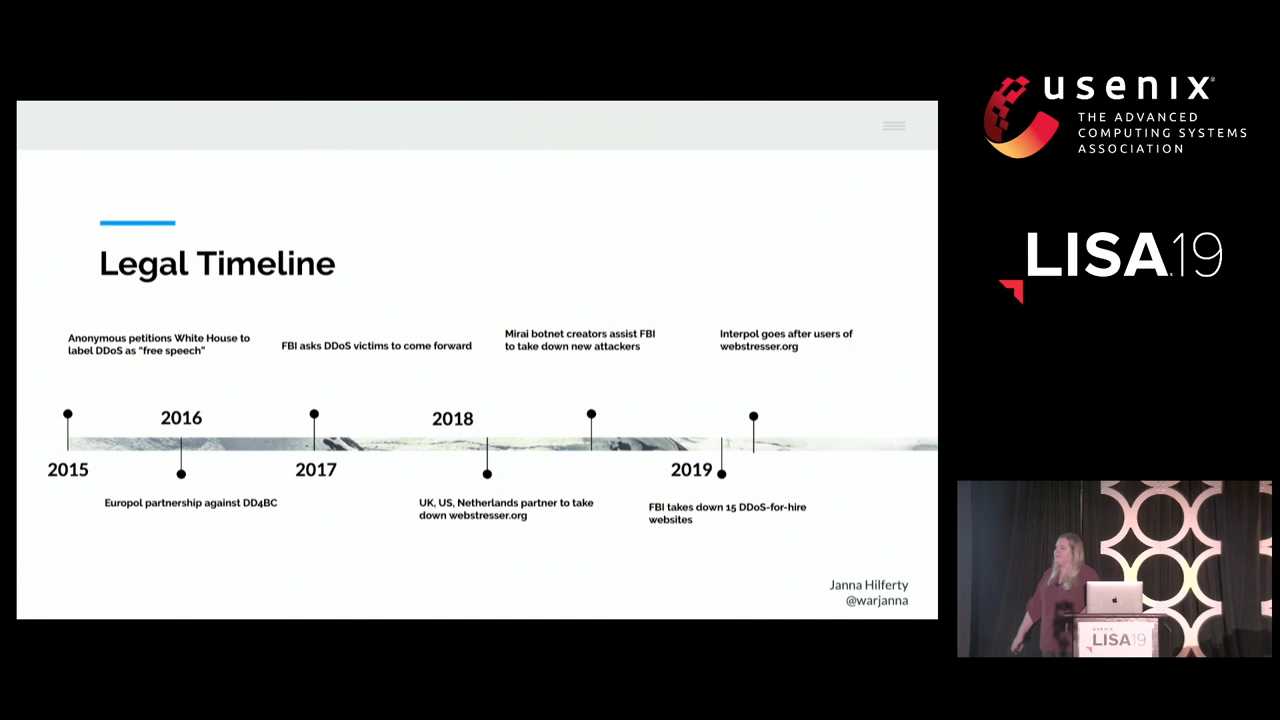 usenix
THE ADVANCED
COMPUTING SYSTEMS
ASSOCIATION
LISA19
Legal Timeline
Anonymous petitions White House to
label DDoS as "free speech"
FBI asks DDoS victims to come forward
Mirai botnet creators assist FBI
to take down new attackers
Interpol goes after users of
webstresser.org
2016
2018
2015
2017
2019
Europol partnership against DD4BC
UK, US, Netherlands partner to take
down webstresser.org
FBI takes down 15 DDoS-for-hire
websites
Janna Hilferty
@warjanna
usenix
LISA19